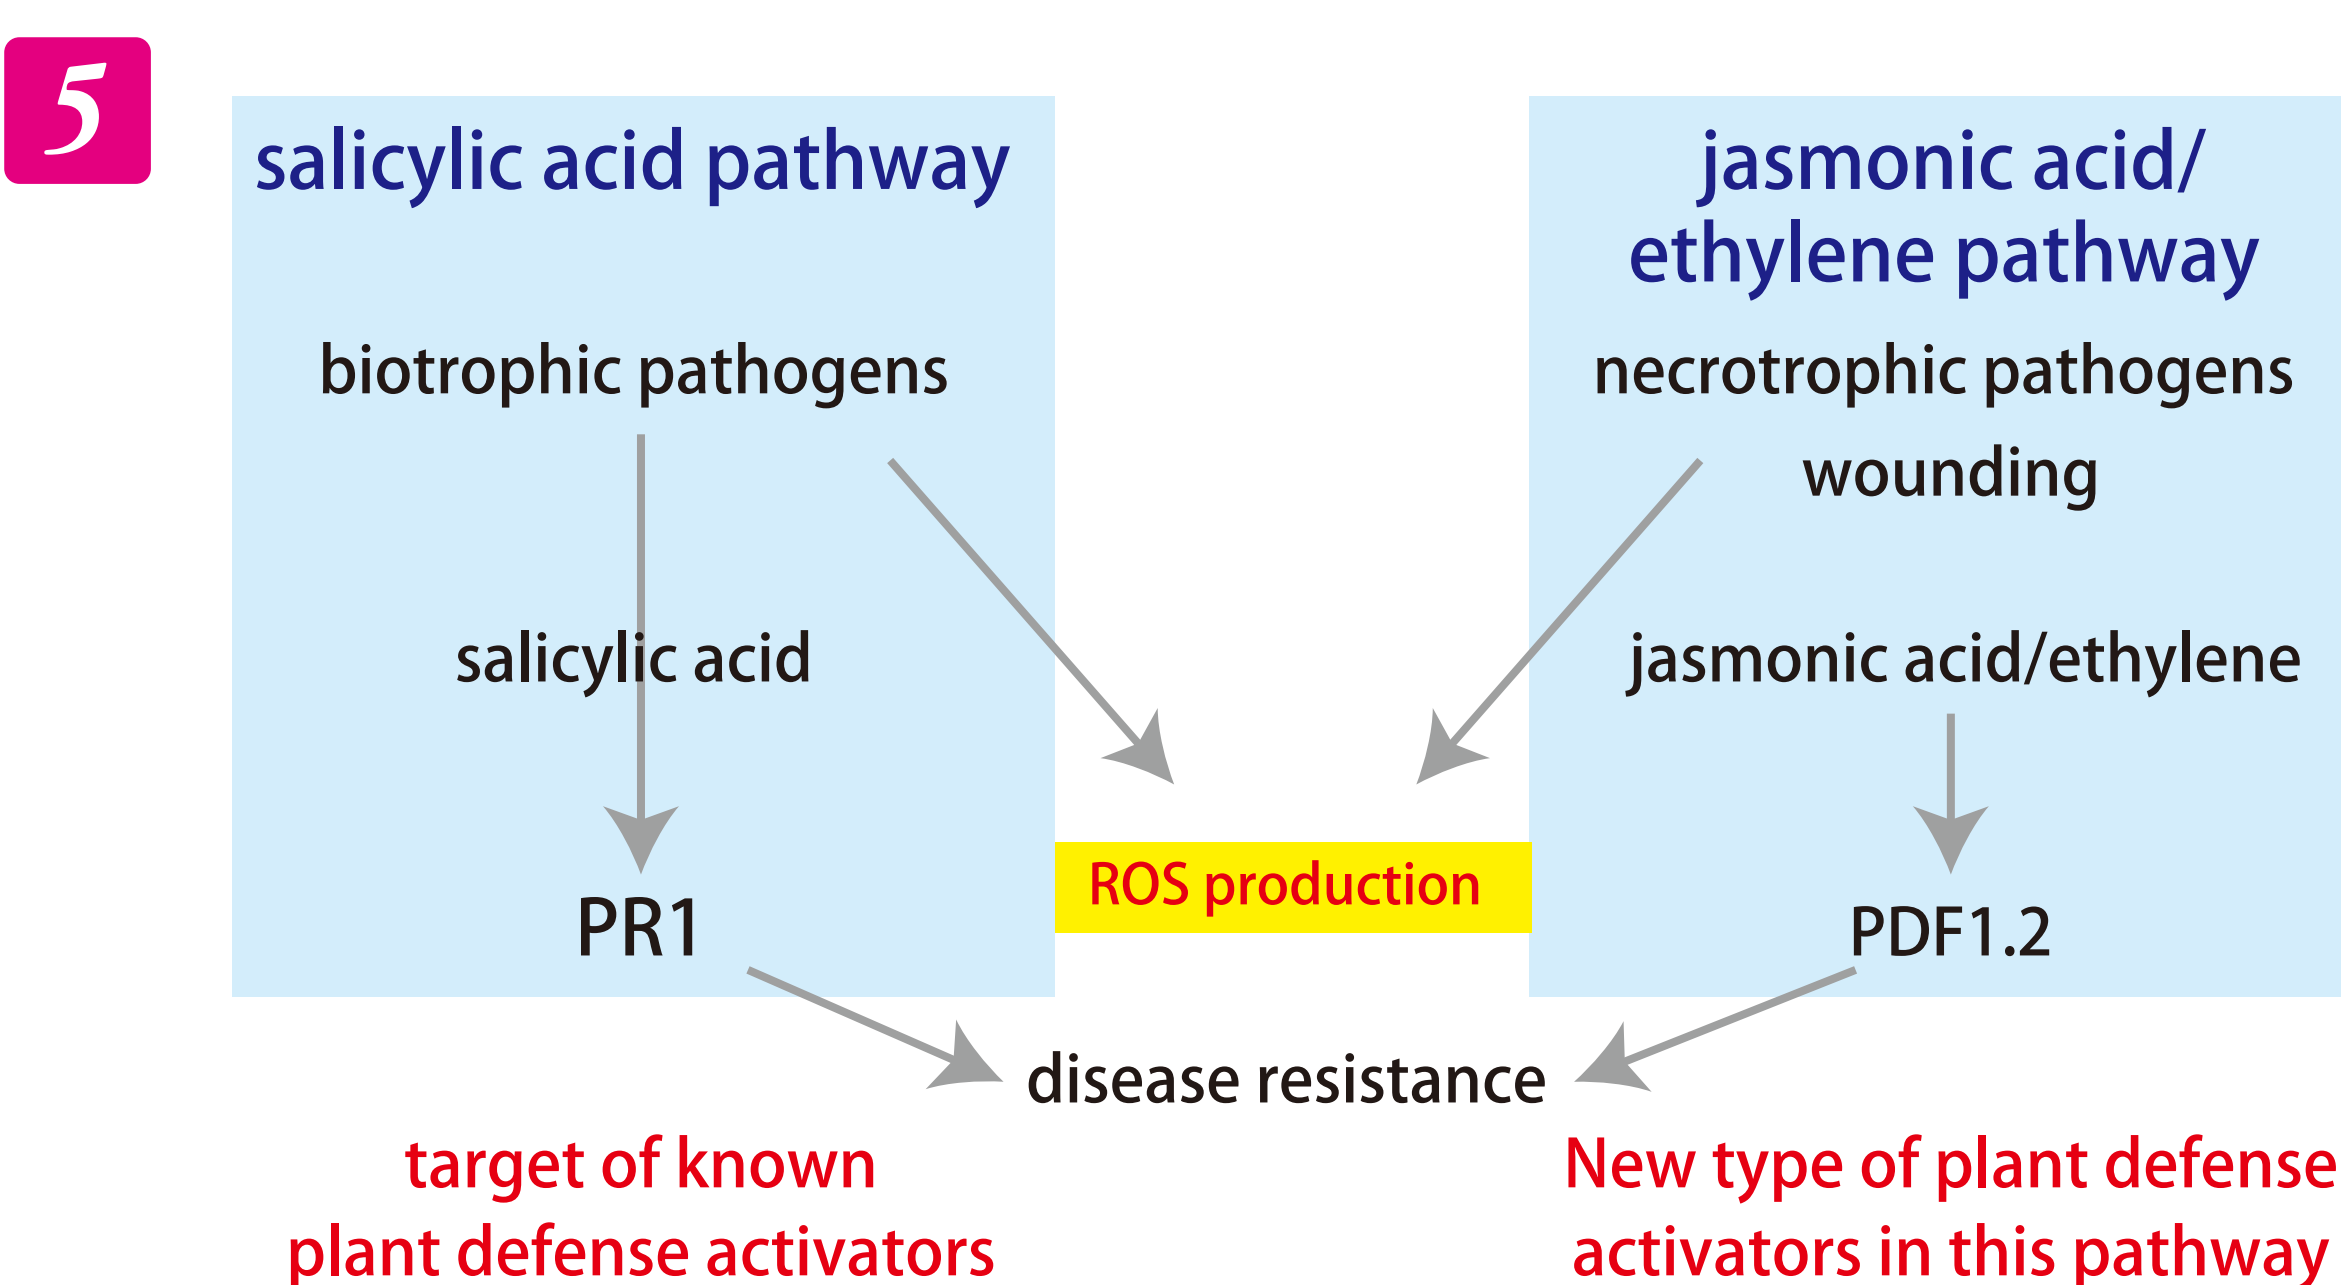 5
salicylic acid pathway
biotrophic pathogens
salicylic acid
PR1
jasmonic acid/
ethylene pathway
necrotrophic pathogens
wounding
jasmonic acid/ethylene
PDF1.2
ROS production
disease resistance
target of known
plant defense activators
New type of plant defense
activators in this pathway